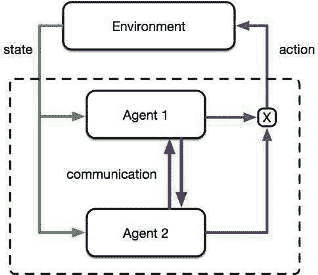 Environment
state
action
Agent 1
X
communication
Agent 2